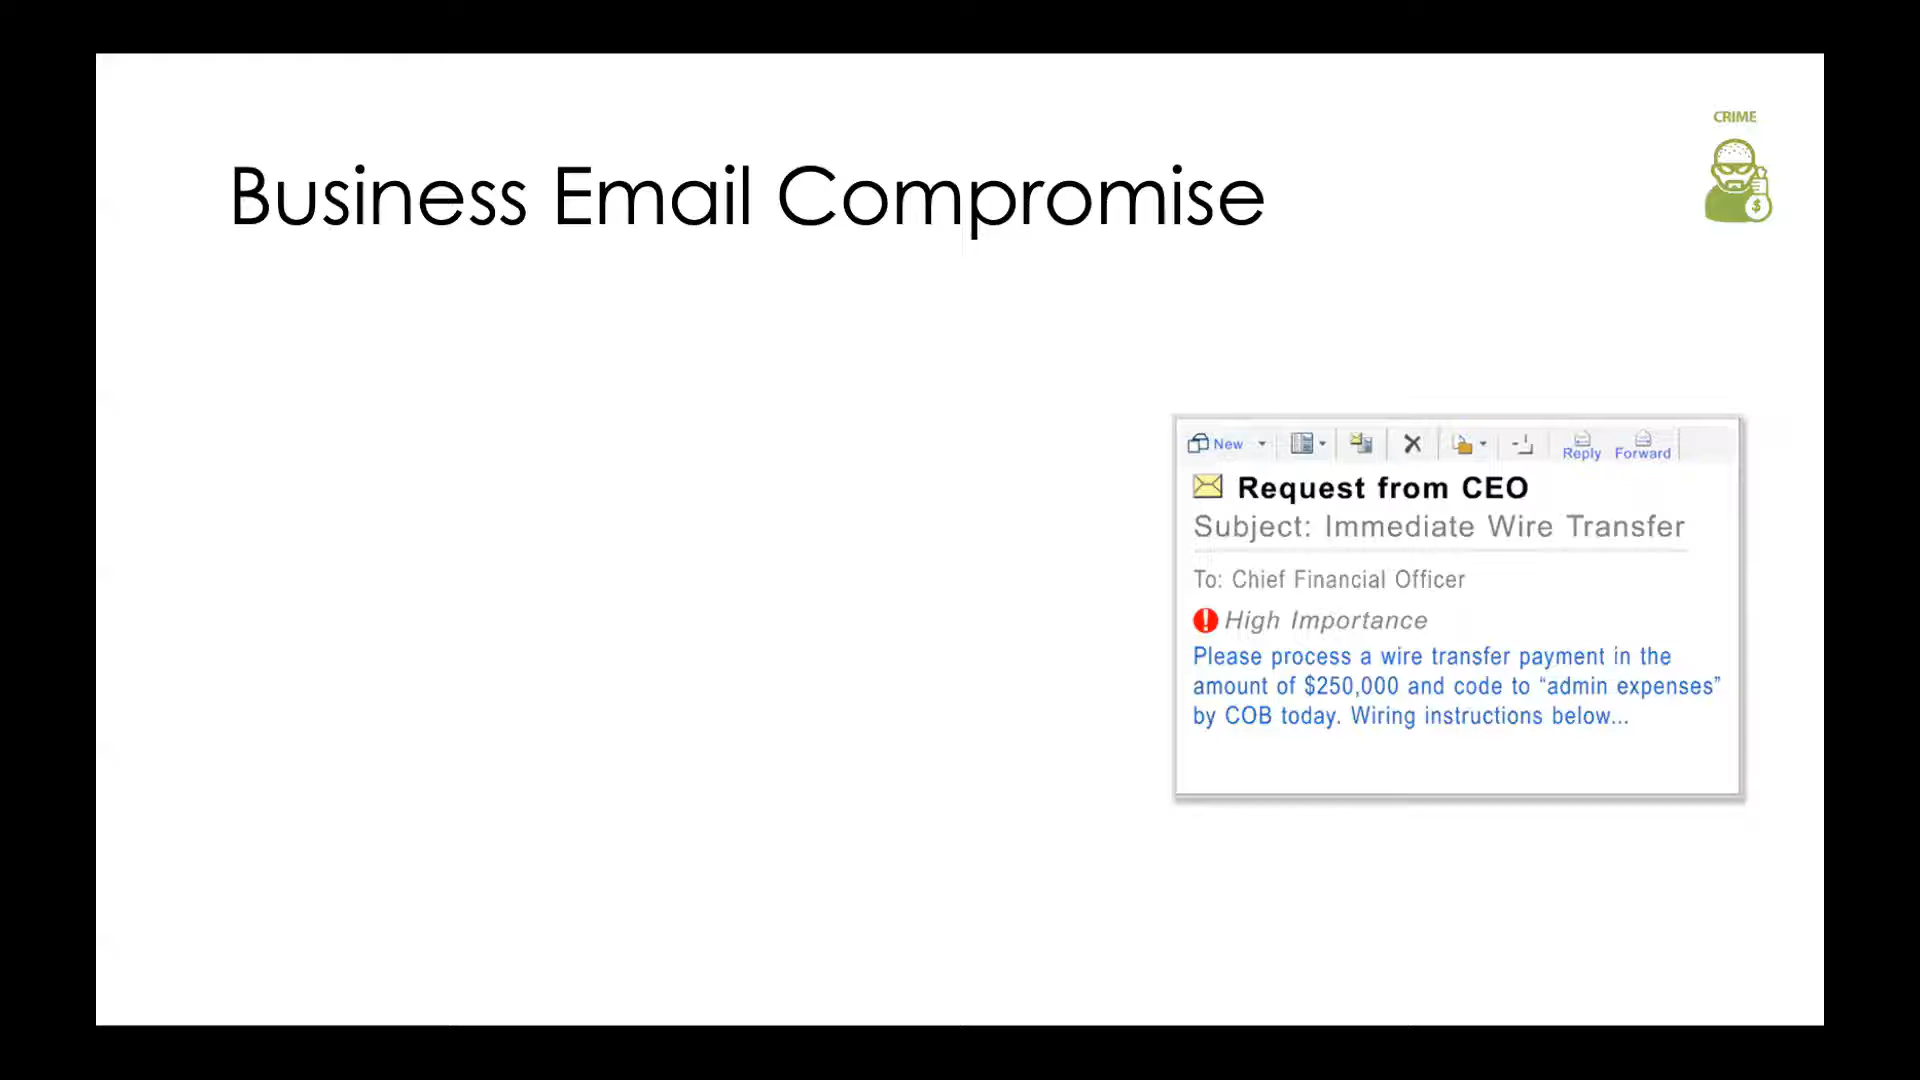 CRIME
Business Email Compromise
New
Reply Forward
Request from CEO
Subject: Immediate Wire Transfer
To: Chief Financial Officer
! High Importance
Please process a wire transfer payment in the
amount of $250,000 and code to “admin expenses”
by COB today. Wiring instructions below...